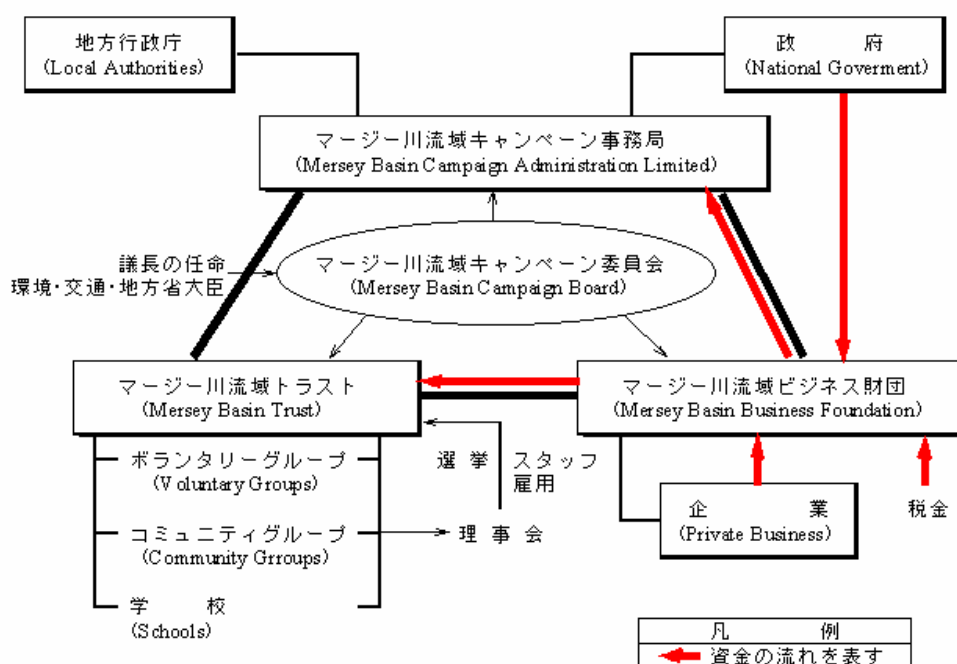 地方行政庁
(Local Authorities)
政府
(National Goverment)
マージー川流域キャンペーン事務局
(Mersey Basin Campaign Administration Limited)
議長の任命
環境・交通・地方省大臣
マージー川流域キャンペーン委員会
(Mersey Basin Campaign Board)
マージー川流域トラスト
(Mersey Basin Trust)
マージー川流域ビジネス財団
(Mersey Basin Business Foundation)
ボランタリーグループ
(Voluntary Groups)
選挙
スタッフ
雇用
コミュニティグループ
(Community Grroups)
理事会
企業
(Private Business)
税金
学校
(Schools)
凡例
資金の流れを表す